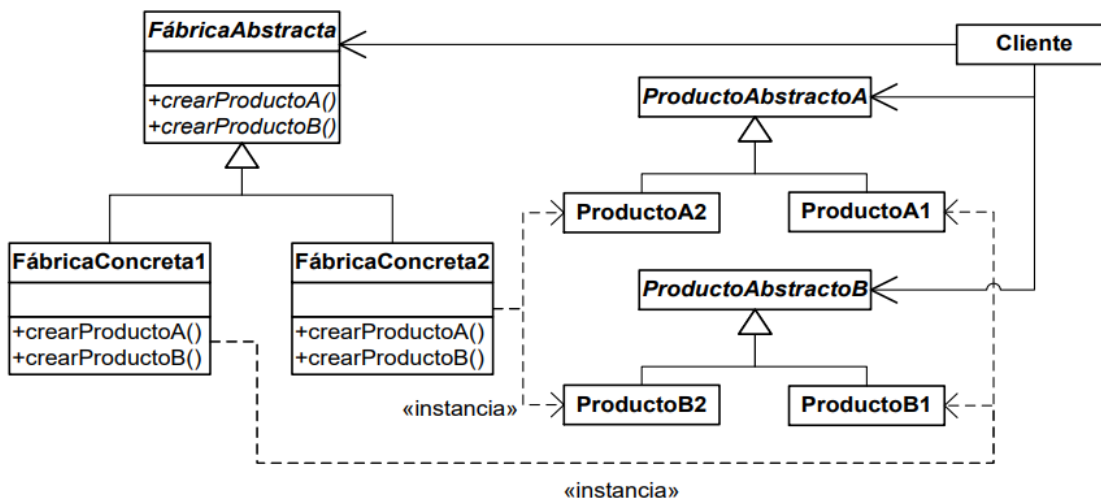 FábricaAbstracta
Cliente
+crearProductoA()
+crearProductoB()
ProductoAbstractoA
ProductoA2
ProductoA1
FábricaConcreta1
FábricaConcreta2
ProductoAbstractoB
+crearProductoA()
+crearProductoB()
+crearProductoA()
+crearProductoB()
ProductoB2
ProductoB1
«instancia»
«instancia»